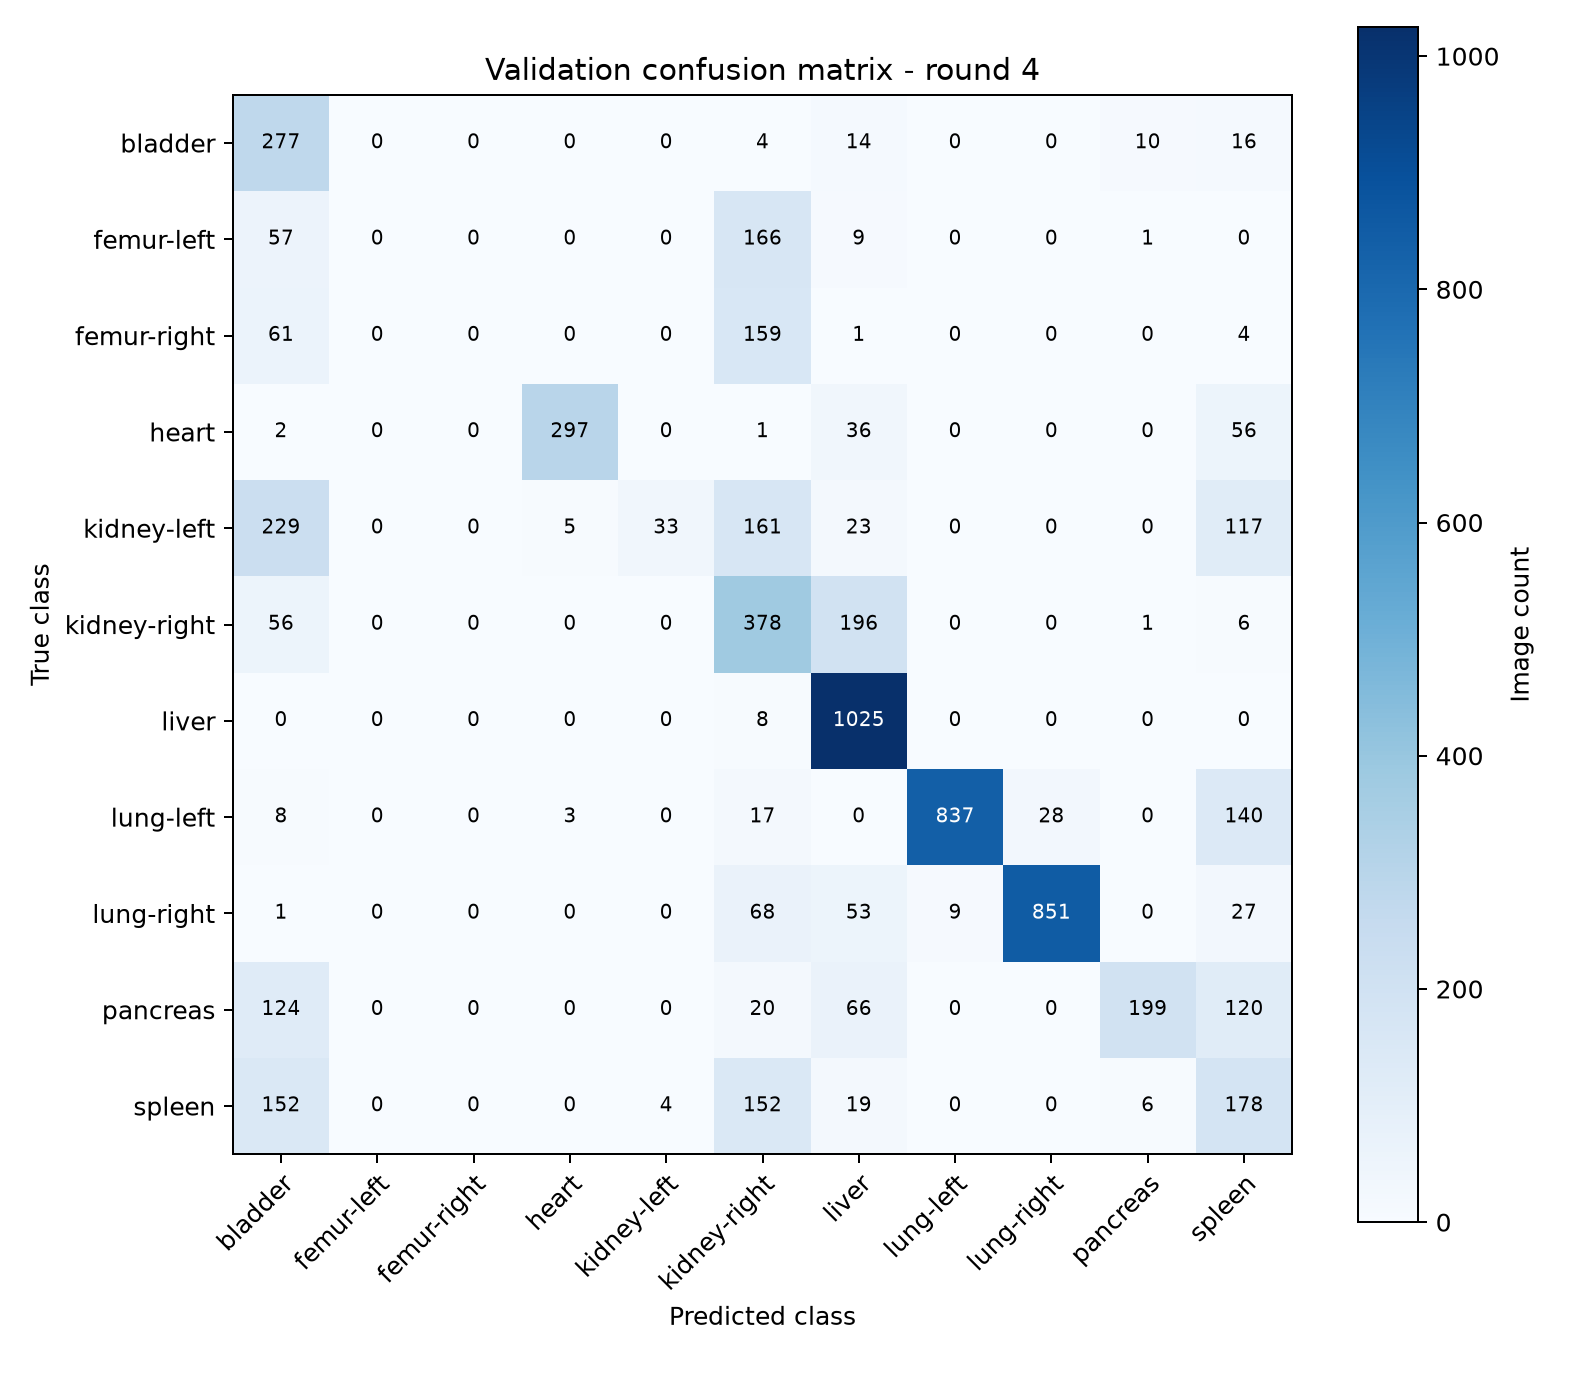 Validation confusion matrix - round 4
bladder 277 0 0 0 0 4 14 0 0 10 16
femur-left 57 0 0 0 0 166 9 0 0 1 0
femur-right 61 0 0 0 0 159 1 0 0 0 4
heart 2 0 0 297 0 1 36 0 0 0 56
kidney-left 229 0 0 5 33 161 23 0 0 0 117
kidney-right 56 0 0 0 0 378 196 0 0 1 6
liver 0 0 0 0 0 8 1025 0 0 0 0
lung-left 8 0 0 3 0 17 0 837 28 0 140
lung-right 1 0 0 0 0 68 53 9 851 0 27
pancreas 124 0 0 0 0 20 66 0 0 199 120
spleen 152 0 0 0 4 152 19 0 0 6 178
bladder femur-left femur-right heart kidney-left kidney-right liver lung-left lung-right pancreas spleen
Predicted class
True class
1000
800
600
400
200
0
Image count